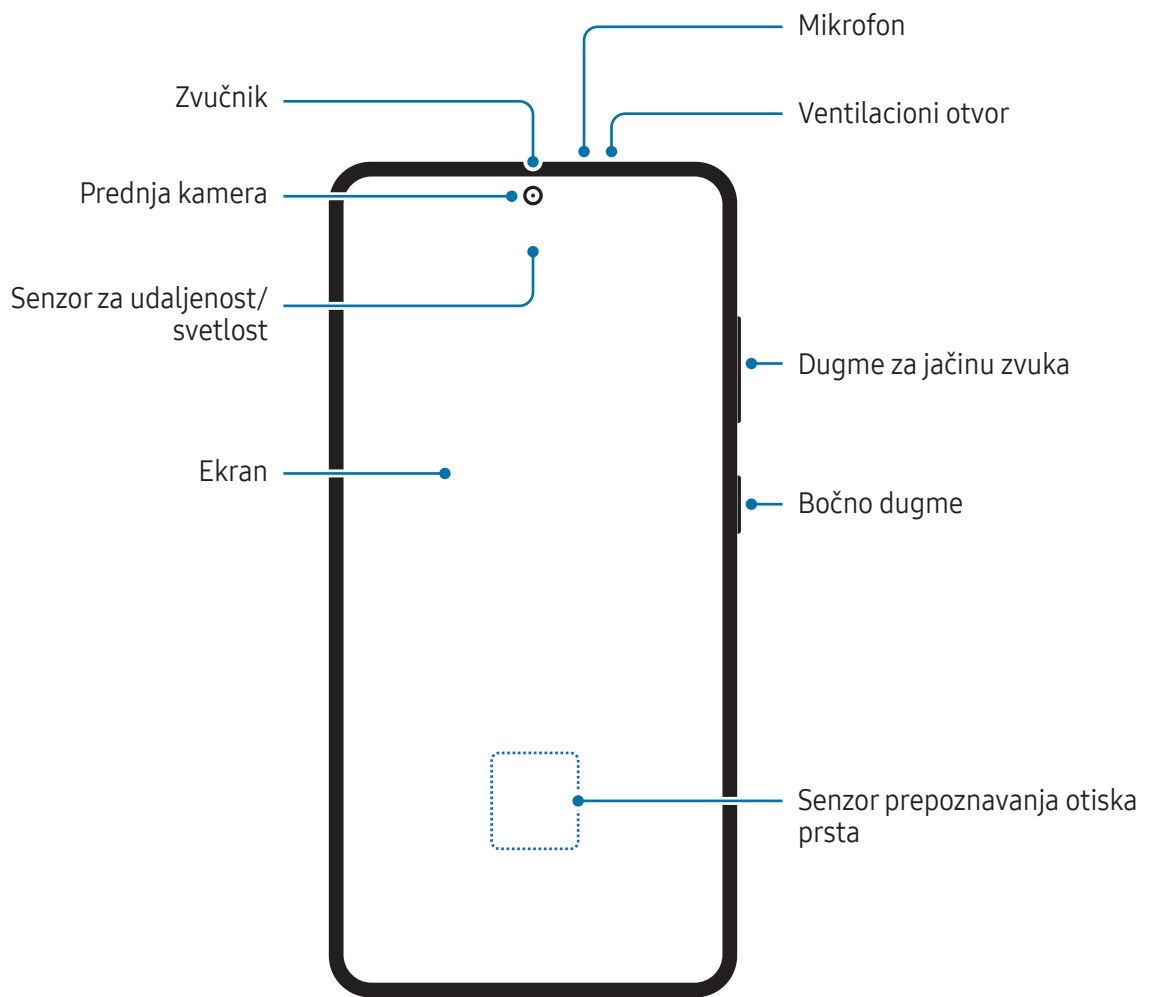 Mikrofon
Zvučnik
Ventilacioni otvor
Prednja kamera
Senzor za udaljenost/
svetlost
Dugme za jačinu zvuka
Ekran
Bočno dugme
Senzor prepoznavanja otiska
prsta